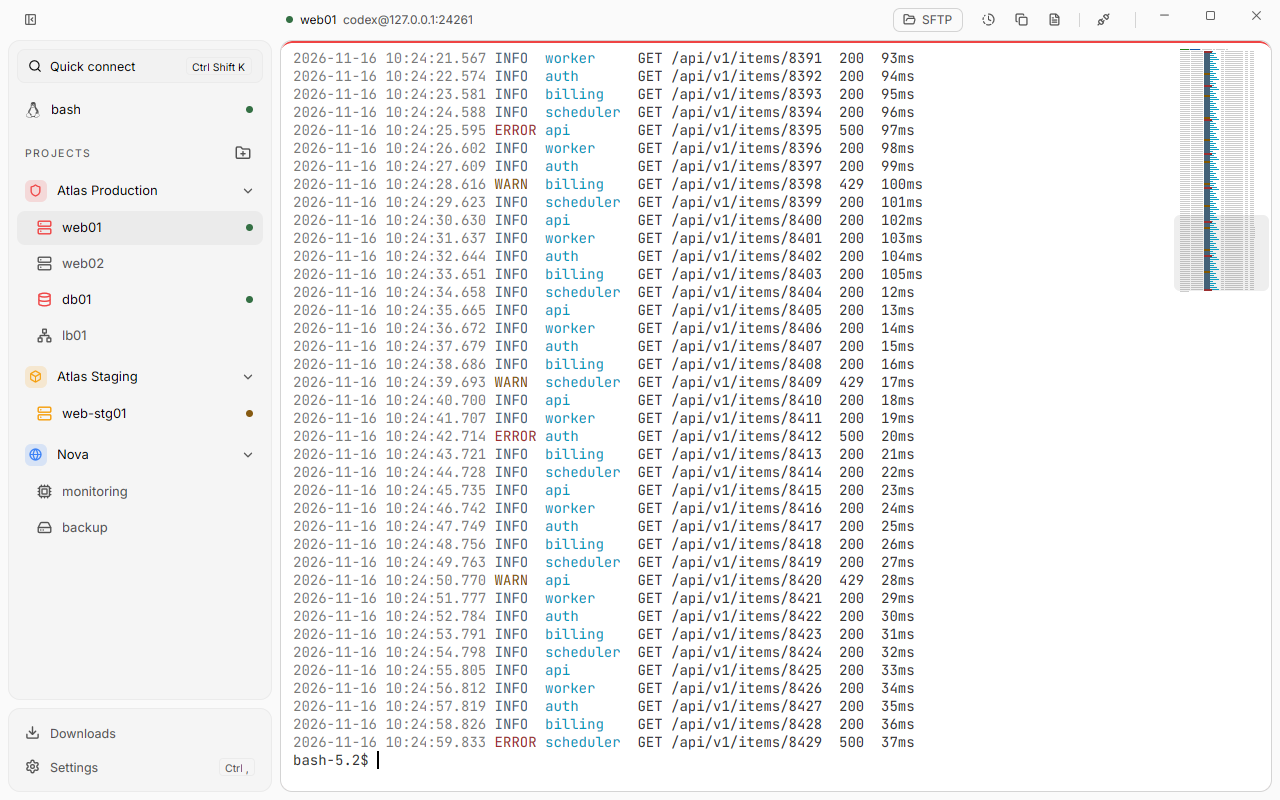 web01 codex@127.0.0.1:24261
SFTP
Quick connect Ctrl Shift K
bash
PROJECTS
Atlas Production
web01
web02
db01
lb01
Atlas Staging
web-stg01
Nova
monitoring
backup
Downloads
Settings Ctrl ,
2026-11-16 10:24:21.567 INFO worker GET /api/v1/items/8391 200 93ms
2026-11-16 10:24:22.574 INFO auth GET /api/v1/items/8392 200 94ms
2026-11-16 10:24:23.581 INFO billing GET /api/v1/items/8393 200 95ms
2026-11-16 10:24:24.588 INFO scheduler GET /api/v1/items/8394 200 96ms
2026-11-16 10:24:25.595 ERROR api GET /api/v1/items/8395 500 97ms
2026-11-16 10:24:26.602 INFO worker GET /api/v1/items/8396 200 98ms
2026-11-16 10:24:27.609 INFO auth GET /api/v1/items/8397 200 99ms
2026-11-16 10:24:28.616 WARN billing GET /api/v1/items/8398 429 100ms
2026-11-16 10:24:29.623 INFO scheduler GET /api/v1/items/8399 200 101ms
2026-11-16 10:24:30.630 INFO api GET /api/v1/items/8400 200 102ms
2026-11-16 10:24:31.637 INFO worker GET /api/v1/items/8401 200 103ms
2026-11-16 10:24:32.644 INFO auth GET /api/v1/items/8402 200 104ms
2026-11-16 10:24:33.651 INFO billing GET /api/v1/items/8403 200 105ms
2026-11-16 10:24:34.658 INFO scheduler GET /api/v1/items/8404 200 12ms
2026-11-16 10:24:35.665 INFO api GET /api/v1/items/8405 200 13ms
2026-11-16 10:24:36.672 INFO worker GET /api/v1/items/8406 200 14ms
2026-11-16 10:24:37.679 INFO auth GET /api/v1/items/8407 200 15ms
2026-11-16 10:24:38.686 INFO billing GET /api/v1/items/8408 200 16ms
2026-11-16 10:24:39.693 WARN scheduler GET /api/v1/items/8409 429 17ms
2026-11-16 10:24:40.700 INFO api GET /api/v1/items/8410 200 18ms
2026-11-16 10:24:41.707 INFO worker GET /api/v1/items/8411 200 19ms
2026-11-16 10:24:42.714 ERROR auth GET /api/v1/items/8412 500 20ms
2026-11-16 10:24:43.721 INFO billing GET /api/v1/items/8413 200 21ms
2026-11-16 10:24:44.728 INFO scheduler GET /api/v1/items/8414 200 22ms
2026-11-16 10:24:45.735 INFO api GET /api/v1/items/8415 200 23ms
2026-11-16 10:24:46.742 INFO worker GET /api/v1/items/8416 200 24ms
2026-11-16 10:24:47.749 INFO auth GET /api/v1/items/8417 200 25ms
2026-11-16 10:24:48.756 INFO billing GET /api/v1/items/8418 200 26ms
2026-11-16 10:24:49.763 INFO scheduler GET /api/v1/items/8419 200 27ms
2026-11-16 10:24:50.770 WARN api GET /api/v1/items/8420 429 28ms
2026-11-16 10:24:51.777 INFO worker GET /api/v1/items/8421 200 29ms
2026-11-16 10:24:52.784 INFO auth GET /api/v1/items/8422 200 30ms
2026-11-16 10:24:53.791 INFO billing GET /api/v1/items/8423 200 31ms
2026-11-16 10:24:54.798 INFO scheduler GET /api/v1/items/8424 200 32ms
2026-11-16 10:24:55.805 INFO api GET /api/v1/items/8425 200 33ms
2026-11-16 10:24:56.812 INFO worker GET /api/v1/items/8426 200 34ms
2026-11-16 10:24:57.819 INFO auth GET /api/v1/items/8427 200 35ms
2026-11-16 10:24:58.826 INFO billing GET /api/v1/items/8428 200 36ms
2026-11-16 10:24:59.833 ERROR scheduler GET /api/v1/items/8429 500 37ms
bash-5.2$